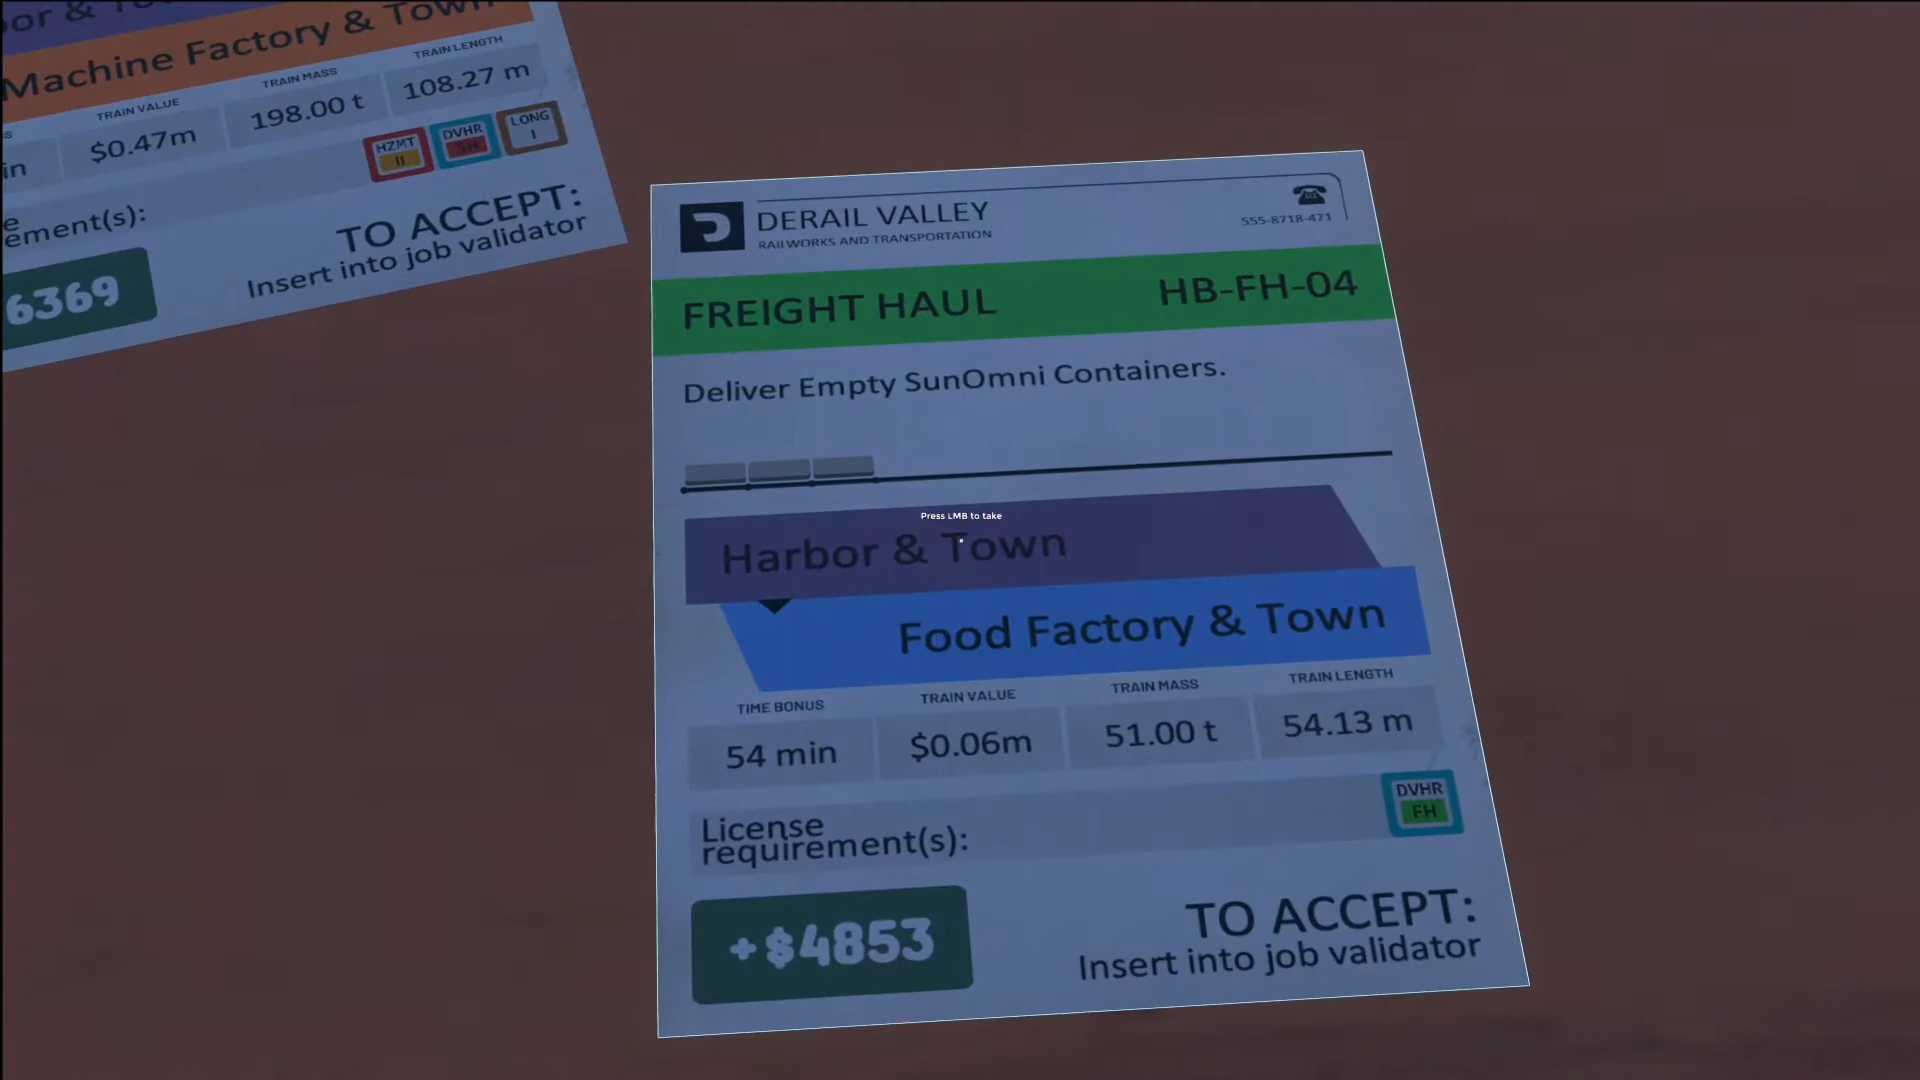 Machine Factory & Town
TRAIN VALUE
TRAIN MASS
TRAIN LENGTH
$0.47m
198.00 t
108.27 m
HZMT
II
DVHR
LONG
I
TO ACCEPT:
Insert into job validator
6369
DERAIL VALLEY
RAILWORKS AND TRANSPORTATION
555-8718-471
FREIGHT HAUL
HB-FH-04
Deliver Empty SunOmni Containers.
Press LMB to take
Harbor & Town
Food Factory & Town
TIME BONUS
TRAIN VALUE
TRAIN MASS
TRAIN LENGTH
54 min
$0.06m
51.00 t
54.13 m
License
requirement(s):
DVHR
FH
+$4853
TO ACCEPT:
Insert into job validator